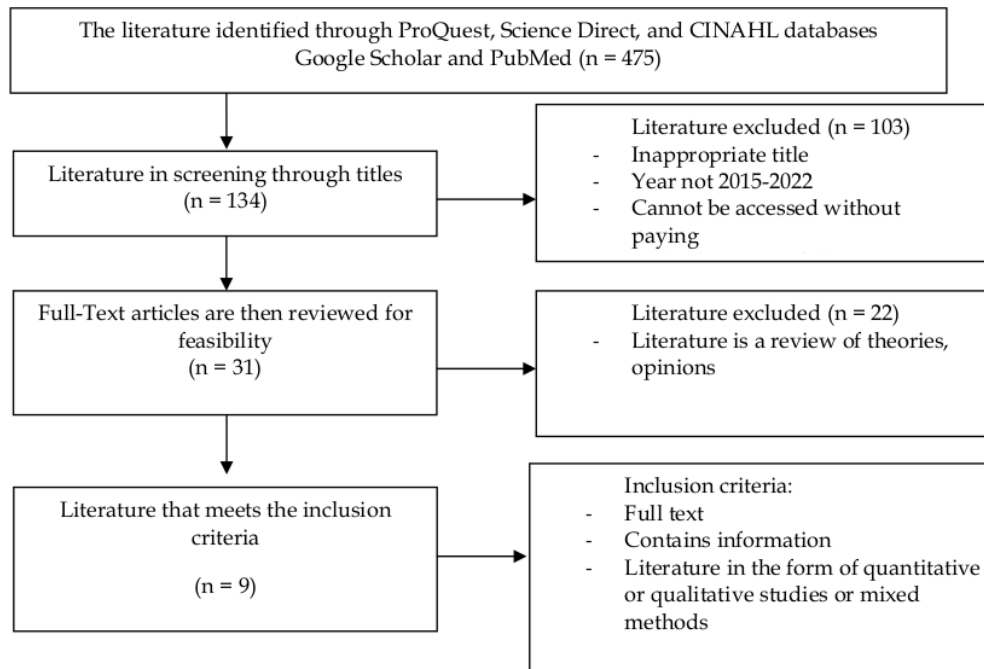 The literature identified through ProQuest, Science Direct, and CINAHL databases
Google Scholar and PubMed (n = 475)
Literature excluded (n = 103)
- Inappropriate title
- Year not 2015-2022
- Cannot be accessed without
paying
Literature in screening through titles
(n = 134)
Full-Text articles are then reviewed for
feasibility
(n = 31)
Literature excluded (n = 22)
- Literature is a review of theories,
opinions
Literature that meets the inclusion
criteria
(n = 9)
Inclusion criteria:
- Full text
- Contains information
- Literature in the form of quantitative
or qualitative studies or mixed
methods